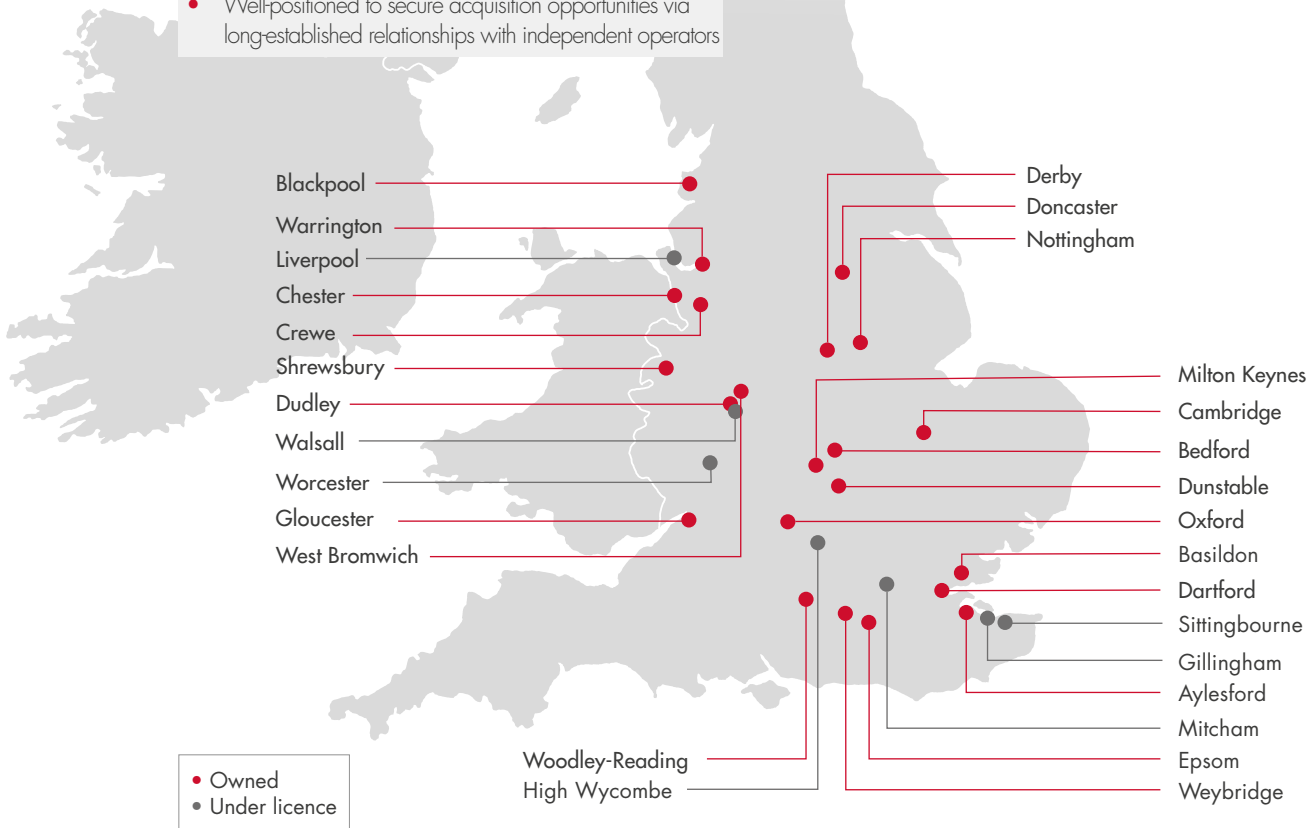 Well-positioned to secure acquisition opportunities via
long-established relationships with independent operators
Blackpool
Warrington
Liverpool
Chester
Crewe
Shrewsbury
Dudley
Walsall
Worcester
Gloucester
West Bromwich
Derby
Doncaster
Nottingham
Milton Keynes
Cambridge
Bedford
Dunstable
Oxford
Basildon
Dartford
Sittingbourne
Gillingham
Aylesford
Mitcham
Epsom
Weybridge
Woodley-Reading
High Wycombe
Owned
Under licence